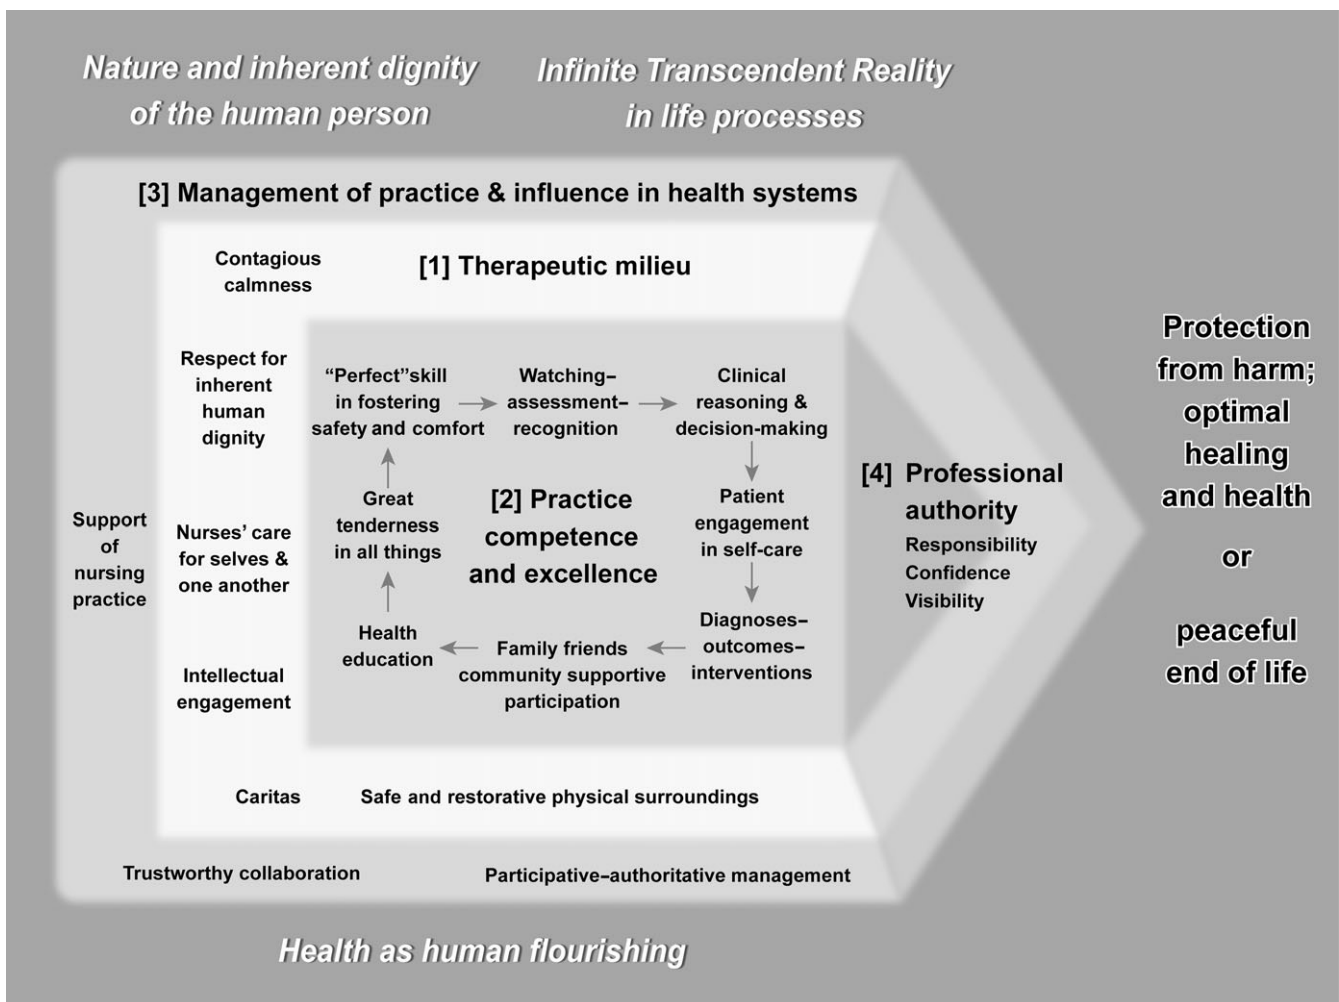 Nature and inherent dignity
of the human person
Infinite Transcendent Reality
in life processes
[3] Management of practice & influence in health systems
Contagious
calmness
[1] Therapeutic milieu
Respect for
inherent
human
dignity
“Perfect”skill
in fostering
safety and comfort
Watching–
assessment–
recognition
Clinical
reasoning &
decision-making
Support
of
nursing
practice
Nurses’ care
for selves &
one another
Great
tenderness
in all things
[2] Practice
competence
and excellence
Patient
engagement
in self-care
[4] Professional
authority
Responsibility
Confidence
Visibility
Intellectual
engagement
Health
education
Family friends
community supportive
participation
Diagnoses–
outcomes–
interventions
Caritas
Safe and restorative physical surroundings
Trustworthy collaboration
Participative–authoritative management
Protection
from harm;
optimal
healing
and health
or
peaceful
end of life
Health as human flourishing